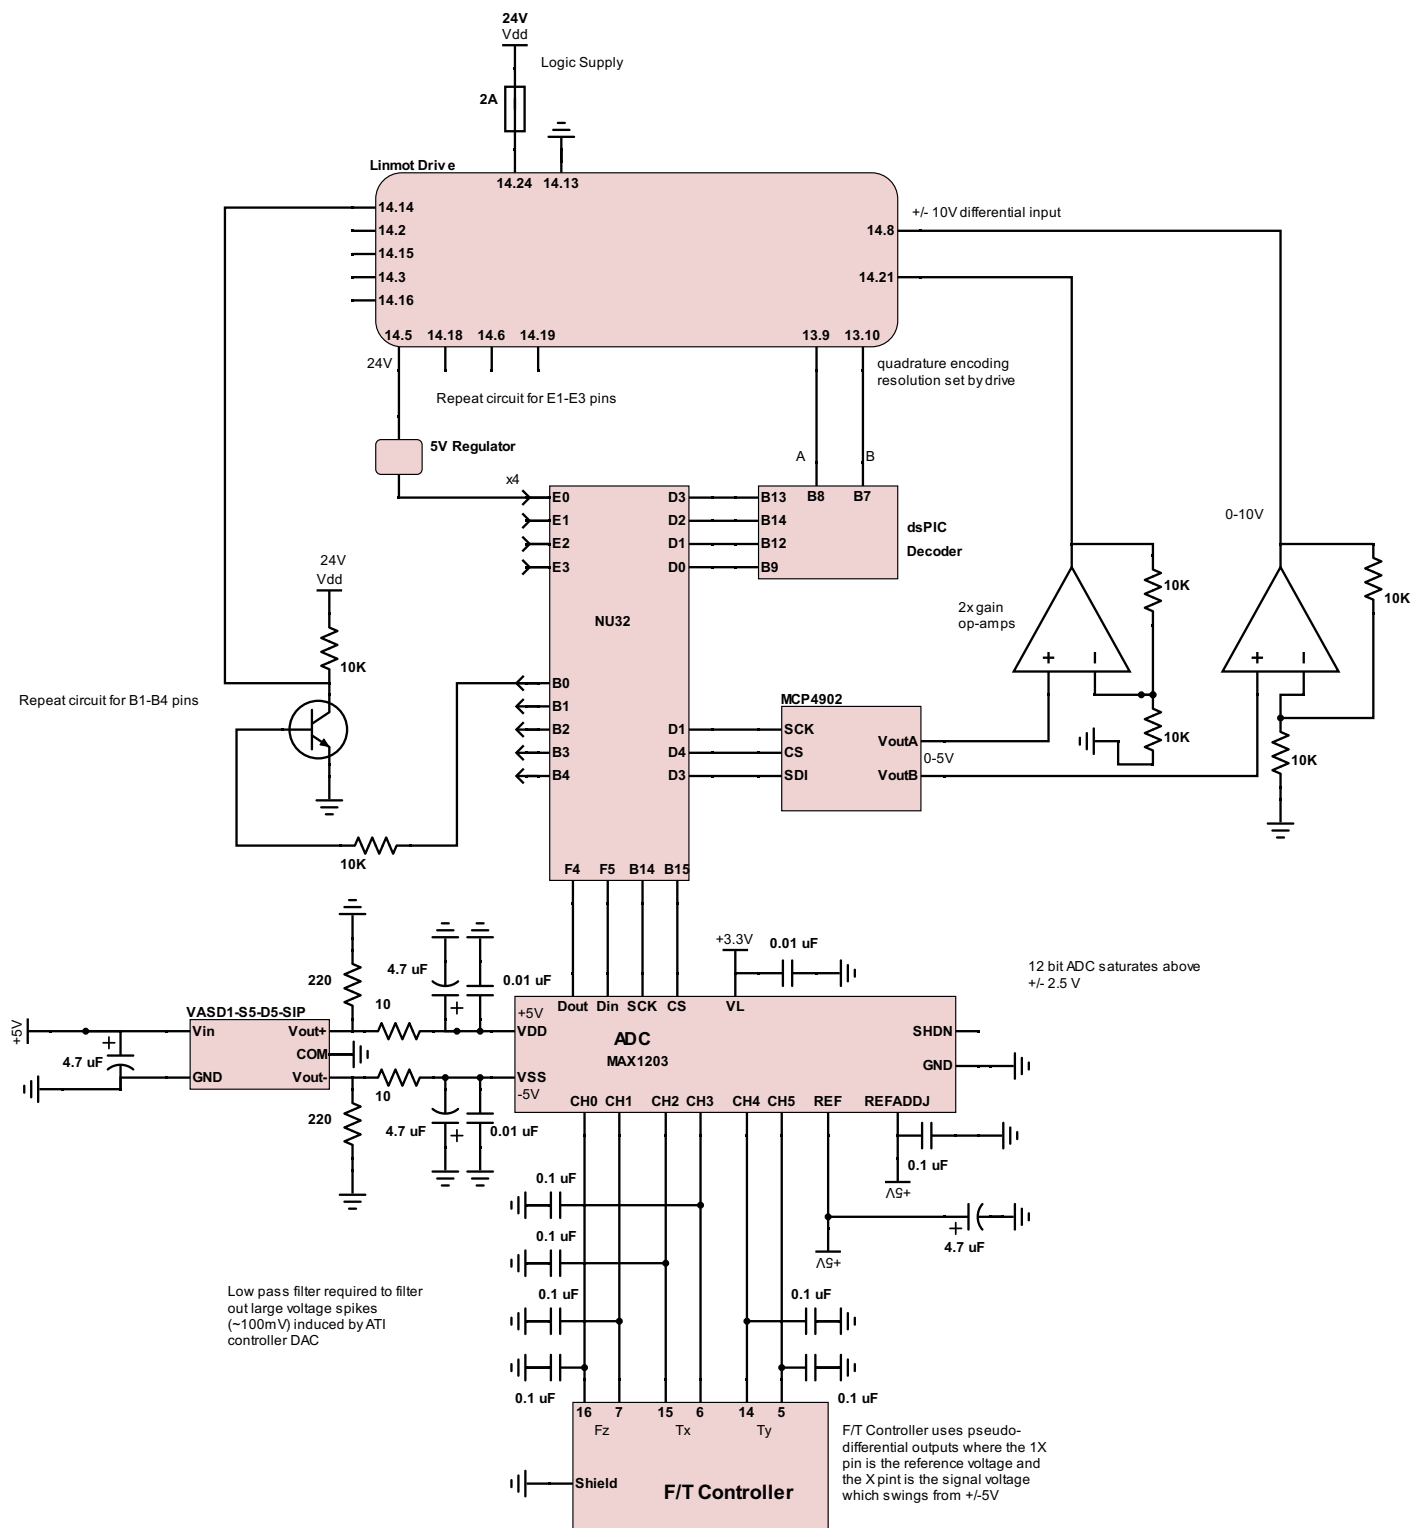 24V
Vdd
Logic Supply
2A
Linmot Drive
14.24 14.13
14.14
14.2
14.15
14.3
14.16
+/- 10V differential input
14.8
14.21
14.5 14.18 14.6 14.19
13.9 13.10
24V
quadrature encoding
resolution set by drive
Repeat circuit for E1-E3 pins
5V Regulator
A B
x4
E0
E1
E2
E3
D3
D2
D1
D0
B13
B14
B12
B9
B8 B7
dsPIC
Decoder
0-10V
24V
Vdd
10K
NU32
2x gain
op-amps
10K
10K
+ −
+ −
Repeat circuit for B1-B4 pins
B0
B1
B2
B3
B4
D1
D4
D3
MCP4902
SCK
CS
SDI
VoutA
VoutB
0-5V
10K
10K
10K
F4 F5 B14 B15
+3.3V
0.01 uF
12 bit ADC saturates above
+/- 2.5 V
220
10
4.7 uF
+
0.01 uF
VASD1-S5-D5-SIP
+5V
Vin
GND
Vout+
COM
Vout-
+
4.7 uF
Dout Din SCK CS VL
+5V
VDD
ADC
MAX1203
VSS
-5V
SHDN
GND
10
220
4.7 uF
+
0.01 uF
CH0 CH1 CH2 CH3 CH4 CH5 REF REFADDJ
0.1 uF
+5V
0.1 uF
0.1 uF
+
4.7 uF
+5V
Low pass filter required to filter
out large voltage spikes
(~100mV) induced by ATI
controller DAC
0.1 uF
0.1 uF
0.1 uF
0.1 uF
16 7 15 6 14 5
Fz Tx Ty
Shield
F/T Controller
F/T Controller uses pseudo-
differential outputs where the 1X
pin is the reference voltage and
the X pint is the signal voltage
which swings from +/-5V